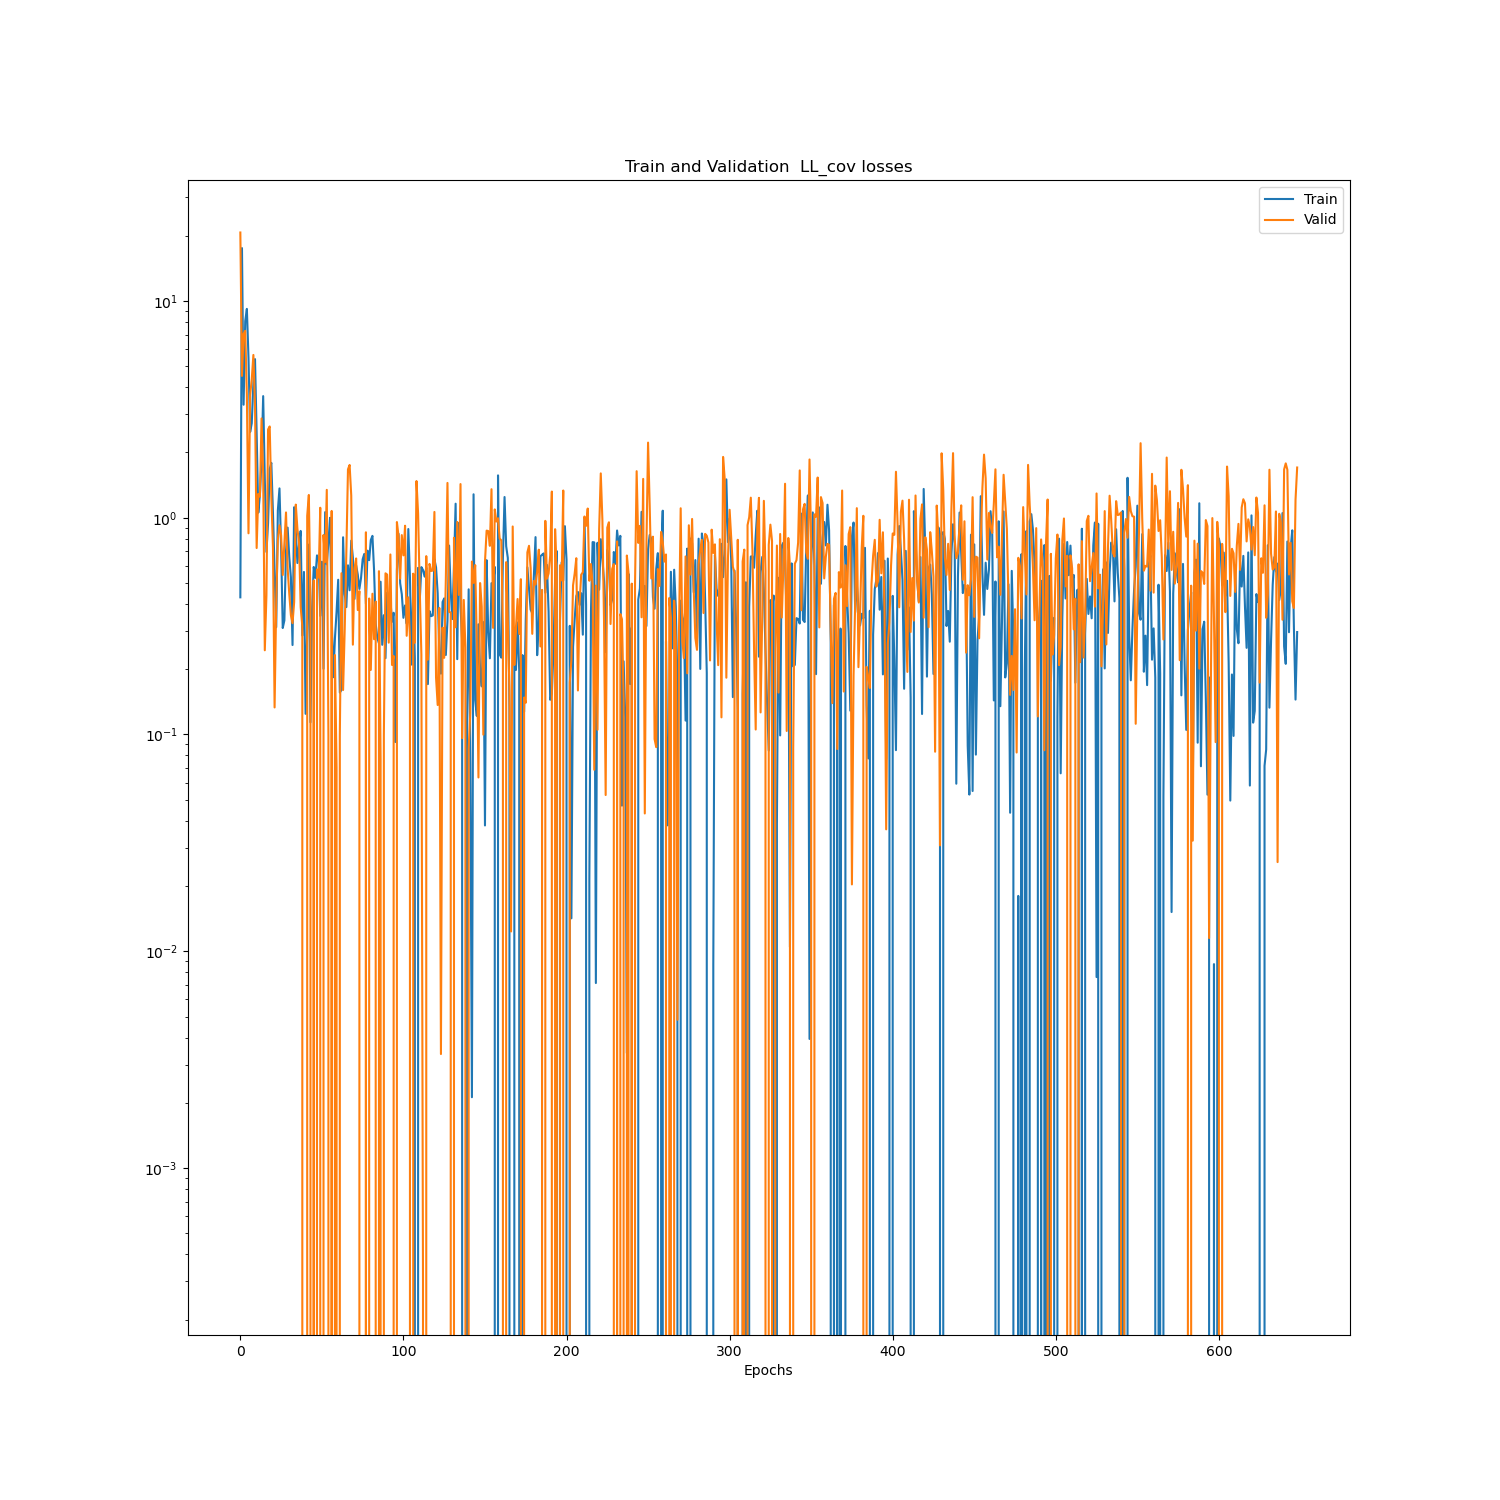 Train and Validation  LL_cov losses
Train
Valid
10¹
10⁰
10⁻¹
10⁻²
10⁻³
0 100 200 300 400 500 600
Epochs